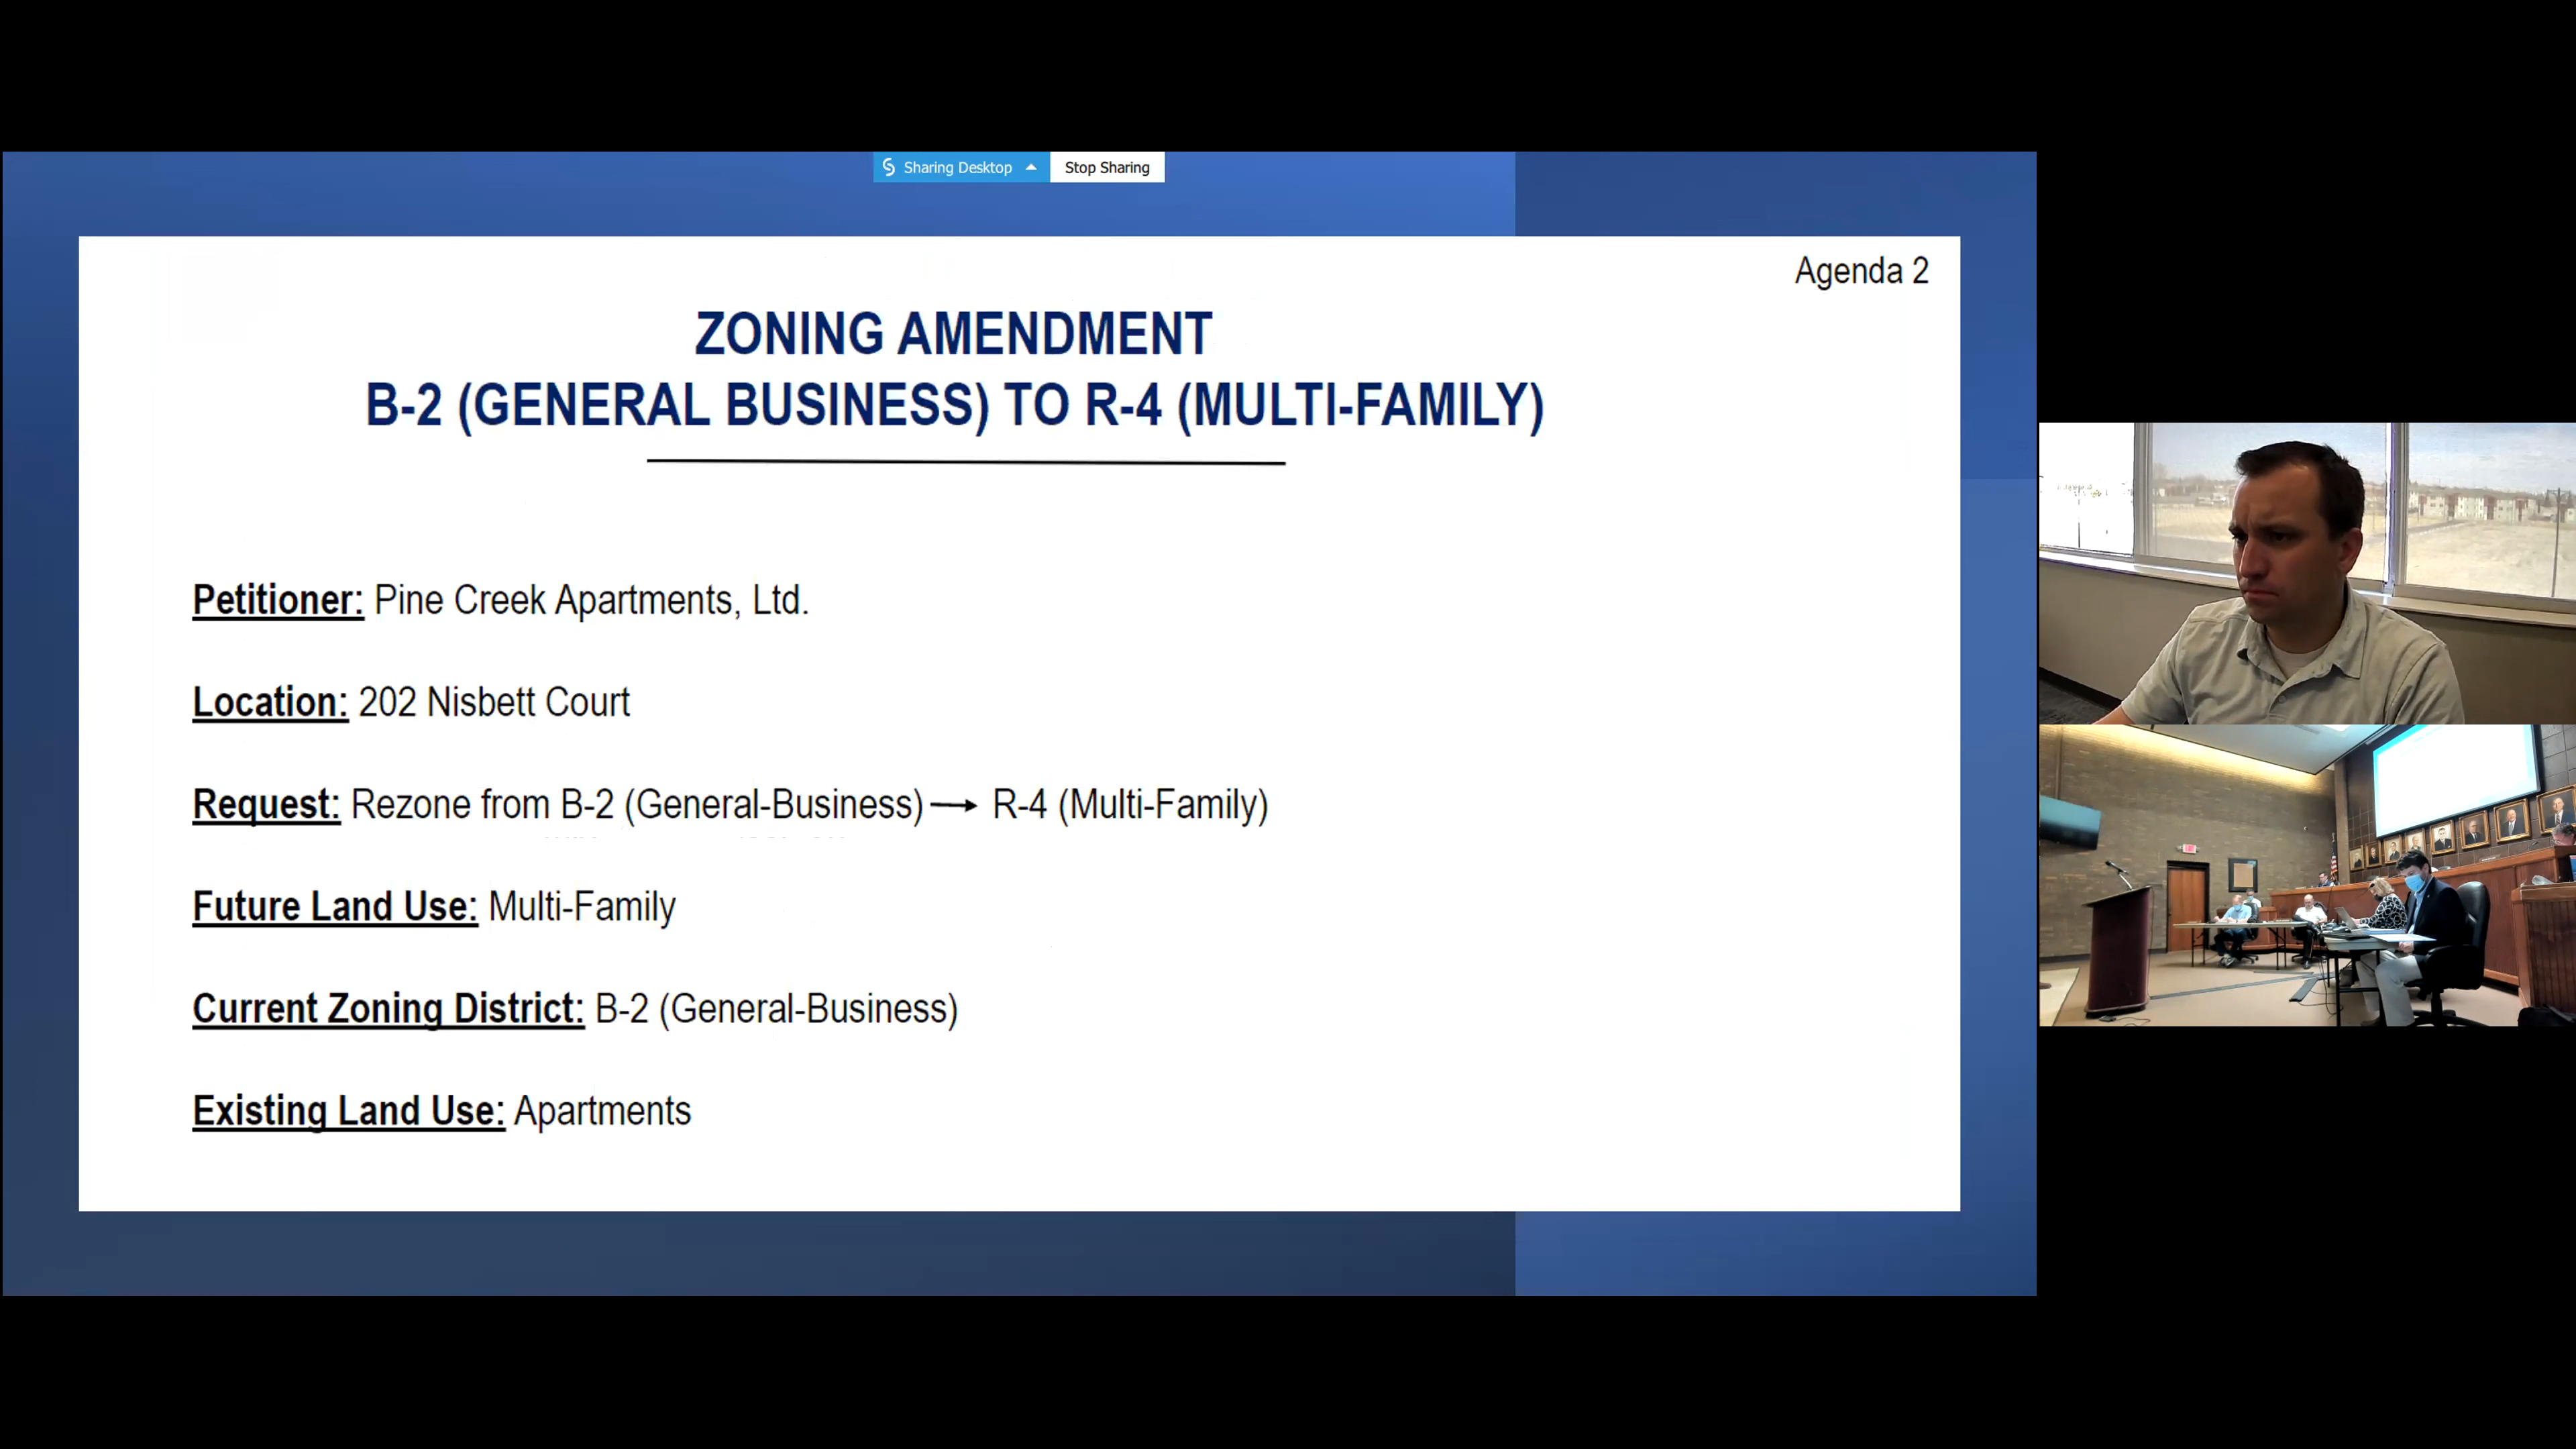 Sharing Desktop Stop Sharing
Agenda 2
ZONING AMENDMENT
B-2 (GENERAL BUSINESS) TO R-4 (MULTI-FAMILY)
Petitioner: Pine Creek Apartments, Ltd.
Location: 202 Nisbett Court
Request: Rezone from B-2 (General-Business) → R-4 (Multi-Family)
Future Land Use: Multi-Family
Current Zoning District: B-2 (General-Business)
Existing Land Use: Apartments